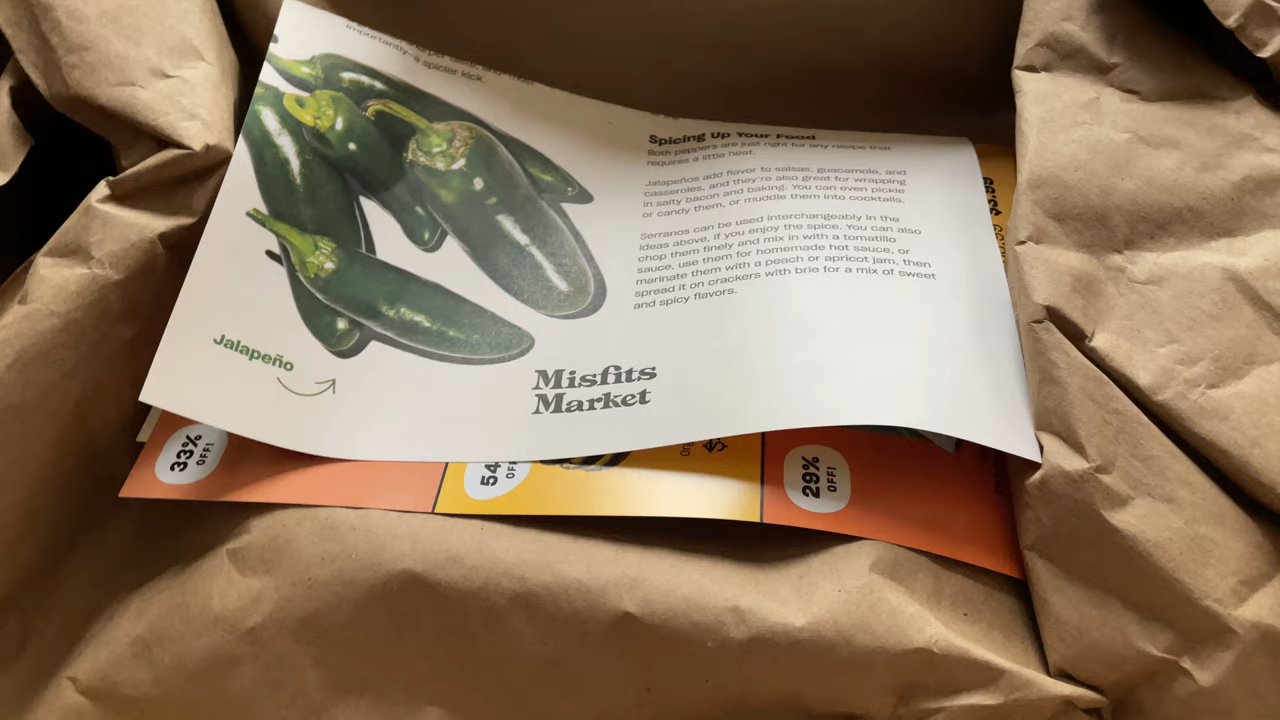 importantly—a spicier kick.
Jalapeño
Spicing Up Your Food
Both peppers are just right for any recipe that
requires a little heat.
Jalapeños add flavor to salsas, guacamole, and
casseroles, and they're also great for wrapping
in salty bacon and baking. You can even pickle
or candy them, or muddle them into cocktails.
Serranos can be used interchangeably in the
ideas above, if you enjoy the spice. You can also
chop them finely and mix in with a tomatillo
sauce, use them for homemade hot sauce, or
marinate them with a peach or apricot jam, then
spread it on crackers with brie for a mix of sweet
and spicy flavors.
Misfits
Market
33%
OFF!
54
29%
OFF!